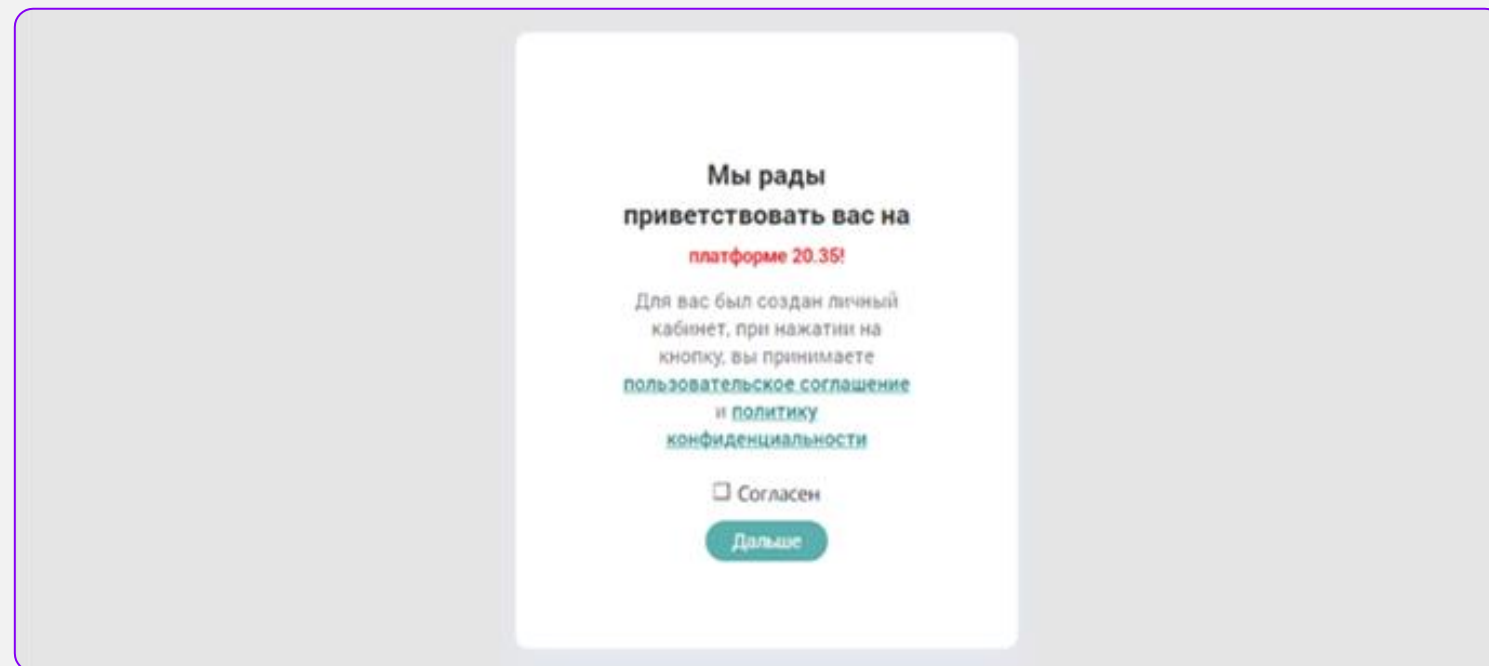 Мы рады
приветствовать вас на
платформе 20.35!
Для вас был создан личный
кабинет, при нажатии на
кнопку, вы принимаете
пользовательское соглашение
и политику
конфиденциальности
Согласен
Дальше